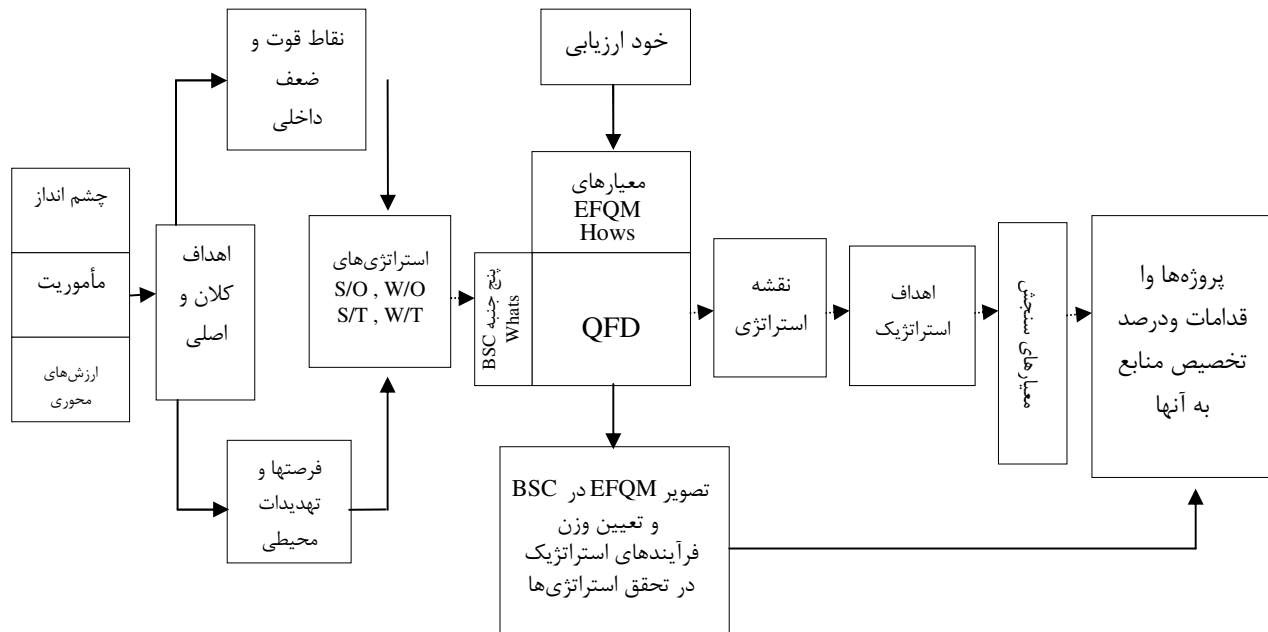 نقاط قوت و
ضعف
داخلی
خود ارزیابی
چشم انداز
مأموریت
ارزش‌های
محوری
اهداف
کلان و
اصلی
فرصتها و
تهدیدات
محیطی
استراتژی‌های
S/O , W/O
S/T , W/T
معیارهای
EFQM
Hows
پنج جنبه BSC
Whats
QFD
نقشه
استراتژی
اهداف
استراتژیک
معیارهای سنجش
پروژه‌ها وا
قدامات ودرصد
تخصیص منابع
به آنها
تصویر EFQM در BSC
و تعیین وزن
فرآیندهای استراتژیک
در تحقق استراتژی‌ها